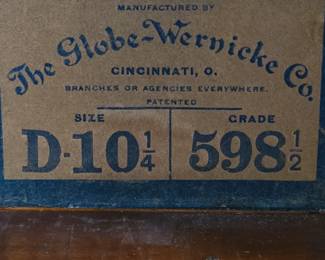 MANUFACTURED BY
The Globe-Wernicke Co.
CINCINNATI, O.
BRANCHES OR AGENCIES EVERYWHERE.
PATENTED
SIZE GRADE
D-10 1/4 598 1/2